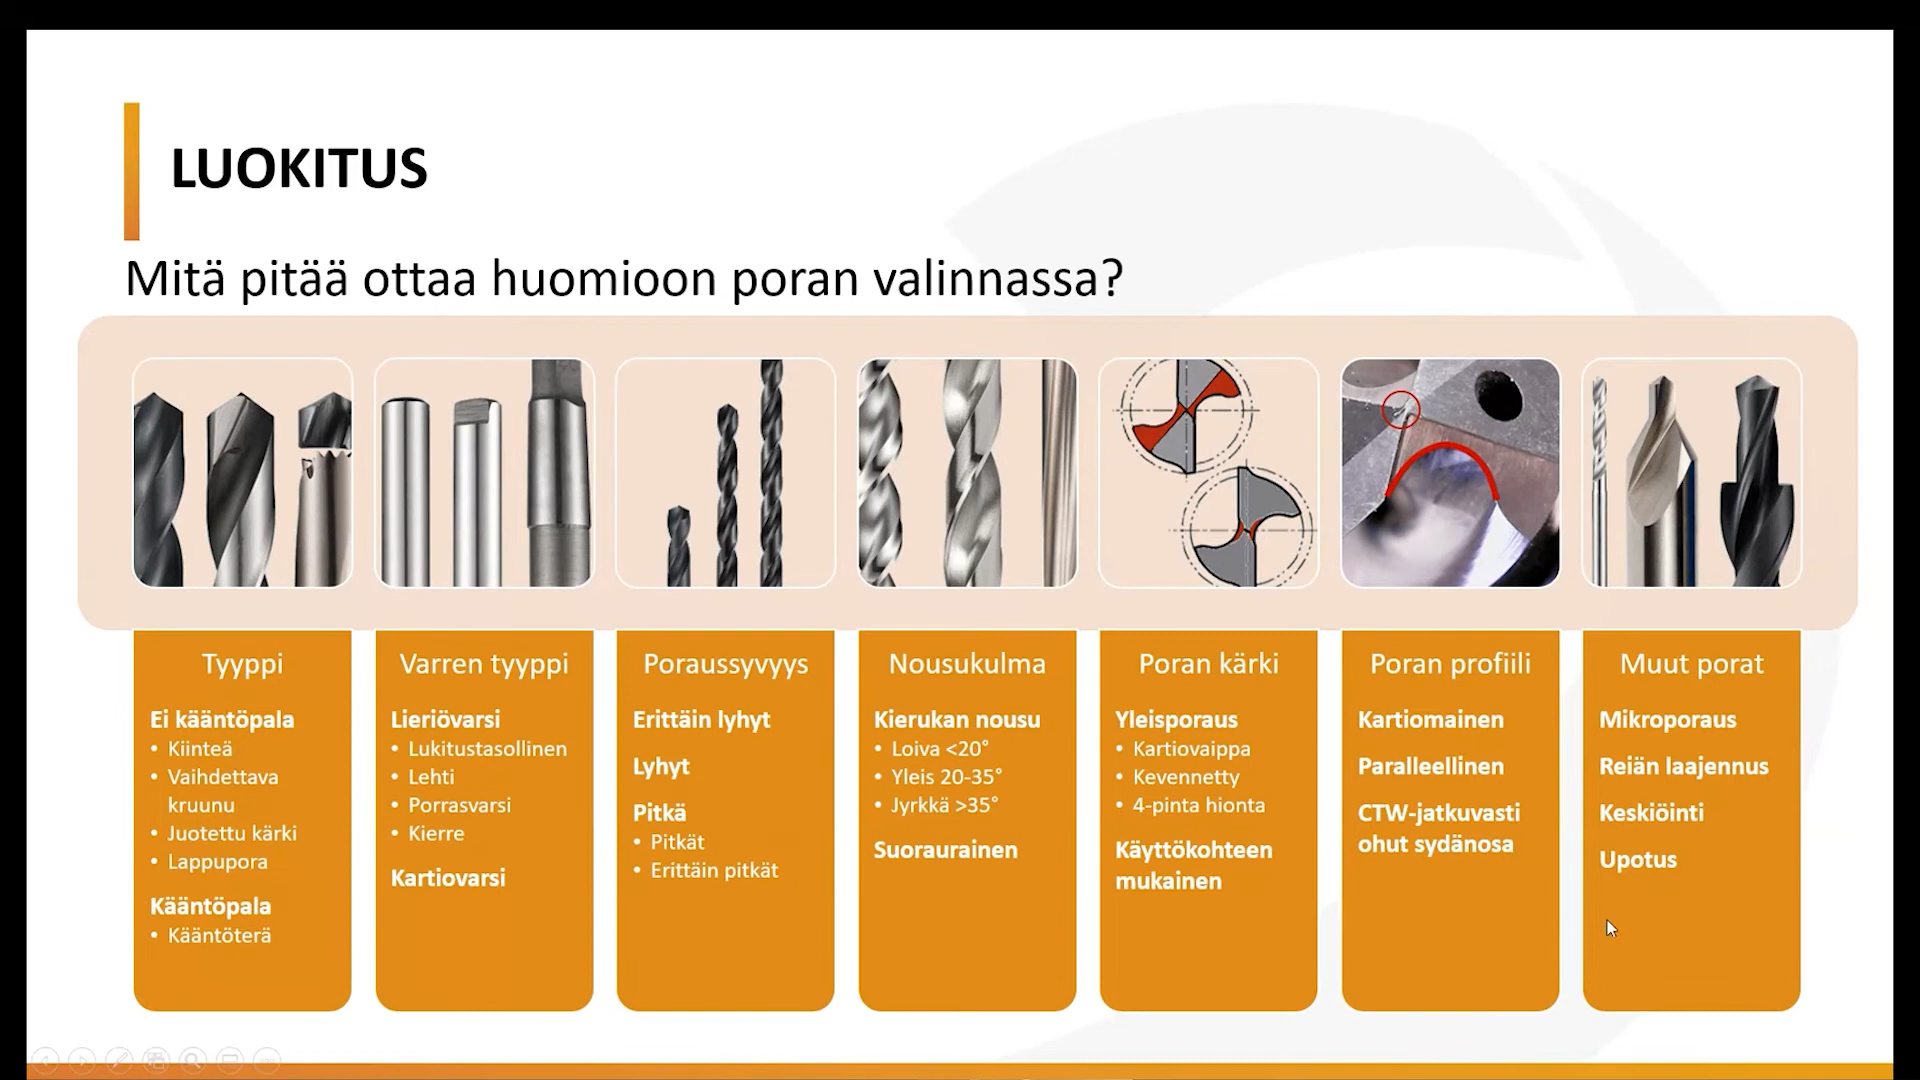 LUOKITUS
Mitä pitää ottaa huomioon poran valinnassa?
Tyyppi
Ei kääntöpala
• Kiinteä
• Vaihdettava
kruunu
• Juotettu kärki
• Lappupora
Kääntöpala
• Kääntöterä
Varren tyyppi
Lieriövarsi
• Lukitustasollinen
• Lehti
• Porrasvarsi
• Kierre
Kartiovarsi
Poraussyvyys
Erittäin lyhyt
Lyhyt
Pitkä
• Pitkät
• Erittäin pitkät
Nousukulma
Kierukan nousu
• Loiva <20°
• Yleis 20-35°
• Jyrkkä >35°
Suoraurainen
Poran kärki
Yleisporaus
• Kartiovaippa
• Kevennetty
• 4-pinta hionta
Käyttökohteen
mukainen
Poran profiili
Kartiomainen
Paralleellinen
CTW-jatkuvasti
ohut sydänosa
Muut porat
Mikroporaus
Reiän laajennus
Keskiöinti
Upotus